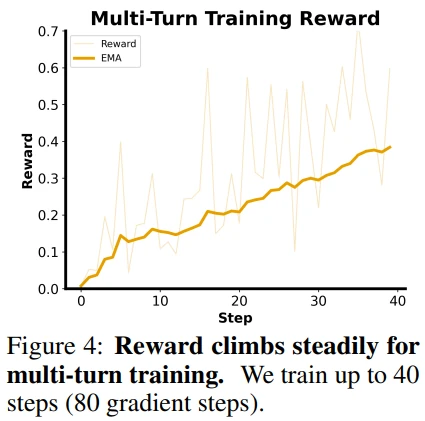 Multi-Turn Training Reward
0.7
0.6
0.5
0.4
0.3
0.2
0.1
0.0
Reward
EMA
Reward
0
10
20
30
40
Step
Figure 4: Reward climbs steadily for
multi-turn training. We train up to 40
steps (80 gradient steps).